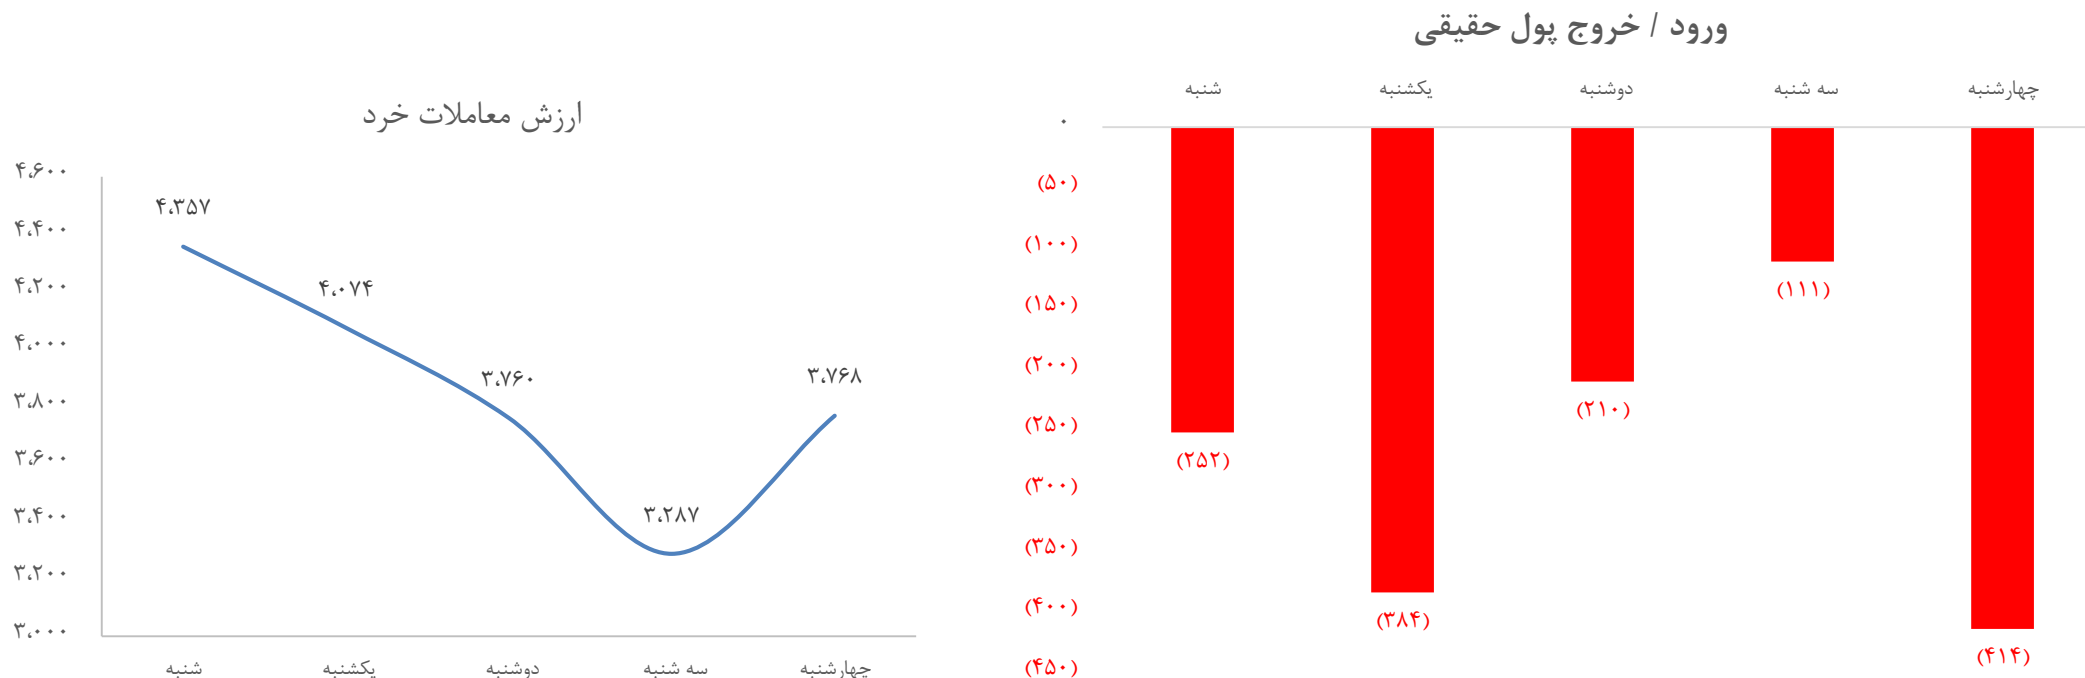 ورود / خروج پول حقیقی
شنبه
یکشنبه
دوشنبه
سه شنبه
چهارشنبه
۰
(۵۰)
(۱۰۰)
(۱۵۰)
(۲۰۰)
(۲۵۰)
(۳۰۰)
(۳۵۰)
(۴۰۰)
(۴۵۰)
(۲۵۲)
(۳۸۴)
(۲۱۰)
(۱۱۱)
(۴۱۴)
ارزش معاملات خرد
۴،۶۰۰
۴،۴۰۰
۴،۲۰۰
۴،۰۰۰
۳،۸۰۰
۳،۶۰۰
۳،۴۰۰
۳،۲۰۰
۳،۰۰۰
۴،۳۵۷
۴،۰۷۴
۳،۷۶۰
۳،۲۸۷
۳،۷۶۸
شنبه
یکشنبه
دوشنبه
سه شنبه
چهارشنبه